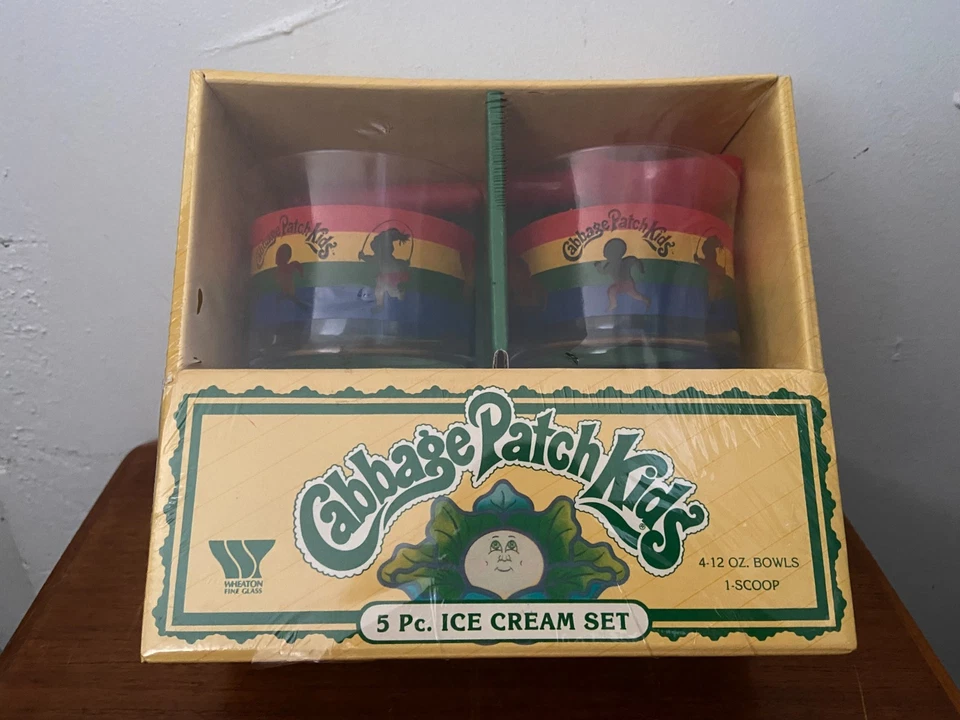 Cabbage Patch Kids
Cabbage Patch Kids
Cabbage Patch Kids®
WHEATON
FINE GLASS
4-12 OZ. BOWLS
1-SCOOP
5 Pc. ICE CREAM SET